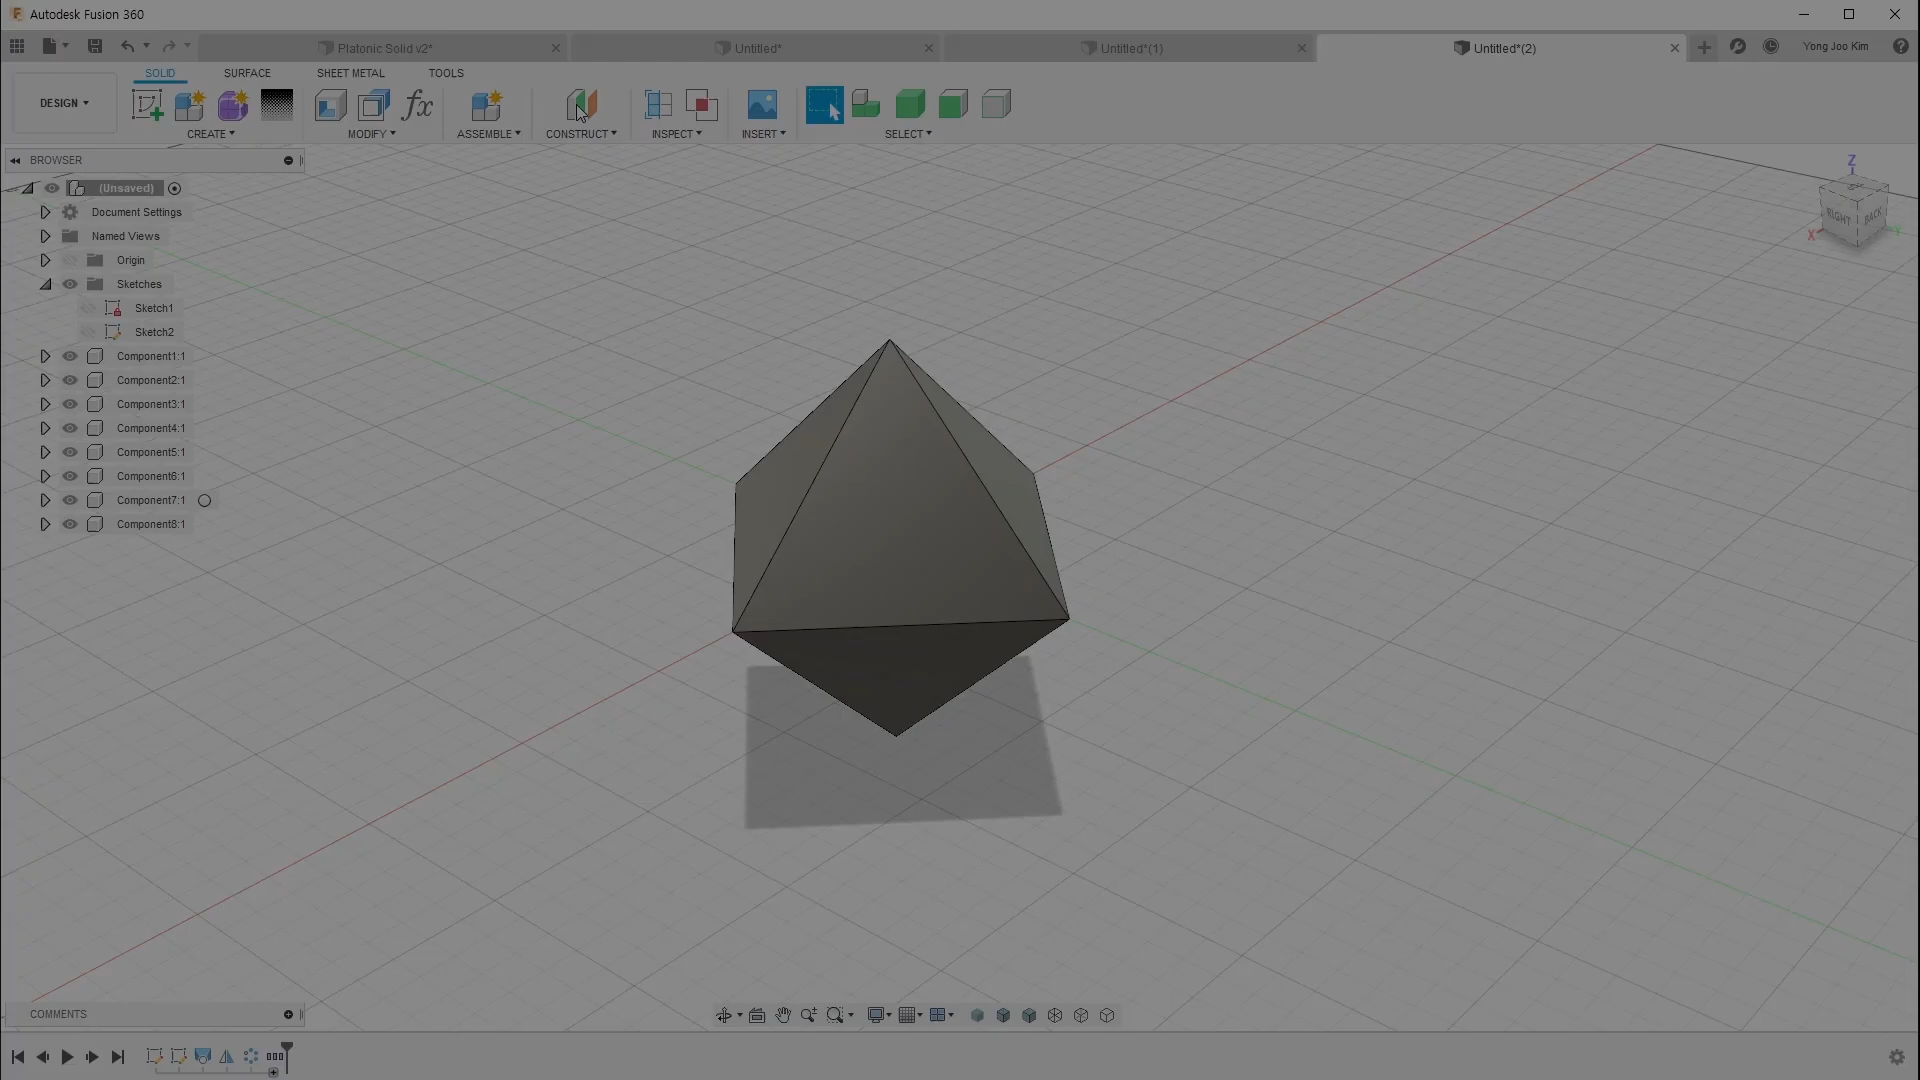 Autodesk Fusion 360
Platonic Solid v2*
Untitled*
Untitled*(1)
Untitled*(2)
Yong Joo Kim
SOLID
SURFACE
SHEET METAL
TOOLS
DESIGN
CREATE
MODIFY
ASSEMBLE
CONSTRUCT
INSPECT
INSERT
SELECT
fx
BROWSER
(Unsaved)
Document Settings
Named Views
Origin
Sketches
Sketch1
Sketch2
Component1:1
Component2:1
Component3:1
Component4:1
Component5:1
Component6:1
Component7:1
Component8:1
Z
RIGHT
BACK
X
Y
COMMENTS